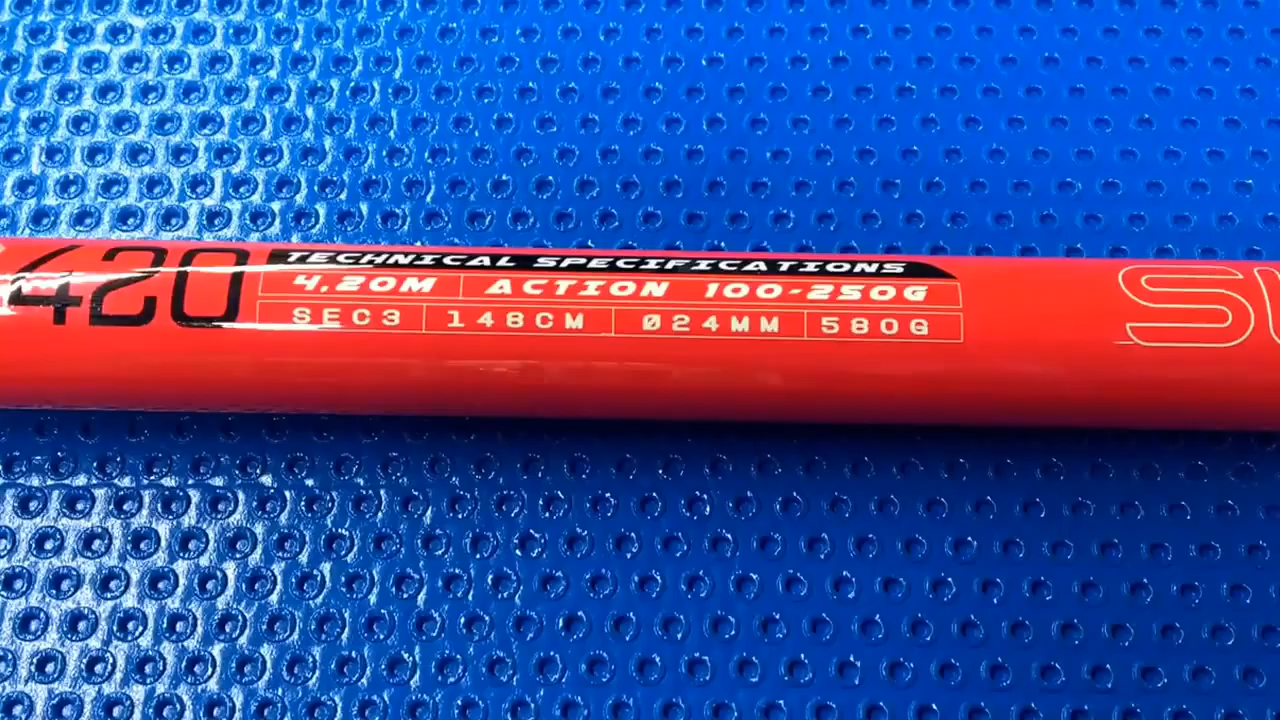 420
TECHNICAL SPECIFICATIONS
4,20M ACTION 100-250G
SEC3 148CM Ø24MM 580G